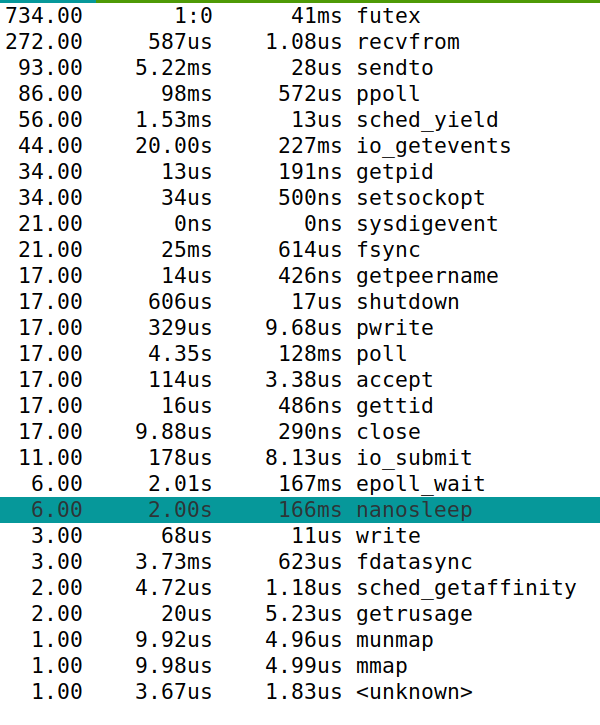 734.00 1:0 41ms futex
272.00 587us 1.08us recvfrom
93.00 5.22ms 28us sendto
86.00 98ms 572us ppoll
56.00 1.53ms 13us sched_yield
44.00 20.00s 227ms io_getevents
34.00 13us 191ns getpid
34.00 34us 500ns setsockopt
21.00 0ns 0ns sysdigevent
21.00 25ms 614us fsync
17.00 14us 426ns getpeername
17.00 606us 17us shutdown
17.00 329us 9.68us pwrite
17.00 4.35s 128ms poll
17.00 114us 3.38us accept
17.00 16us 486ns gettid
17.00 9.88us 290ns close
11.00 178us 8.13us io_submit
6.00 2.01s 167ms epoll_wait
6.00 2.00s 166ms nanosleep
3.00 68us 11us write
3.00 3.73ms 623us fdatasync
2.00 4.72us 1.18us sched_getaffinity
2.00 20us 5.23us getrusage
1.00 9.92us 4.96us munmap
1.00 9.98us 4.99us mmap
1.00 3.67us 1.83us <unknown>